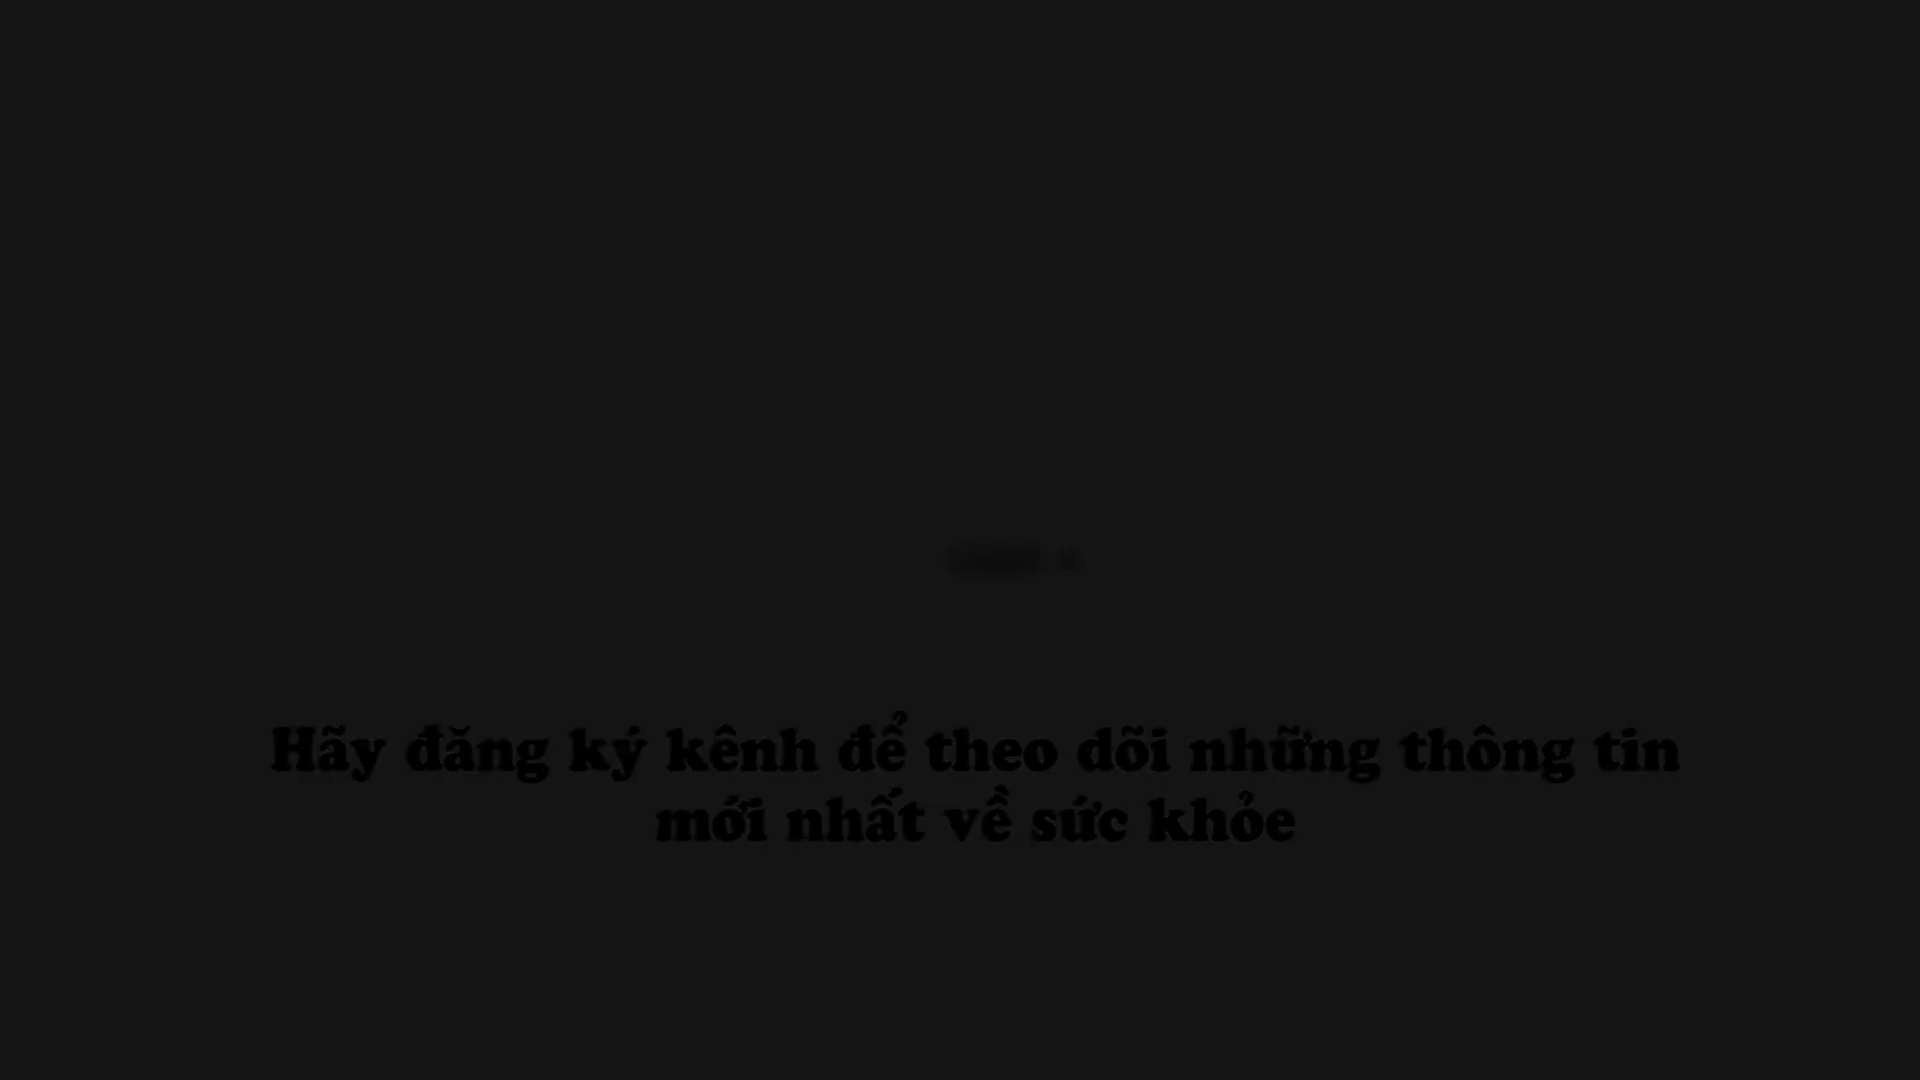 Hãy đăng ký kênh để theo dõi những thông tin
mới nhất về sức khỏe